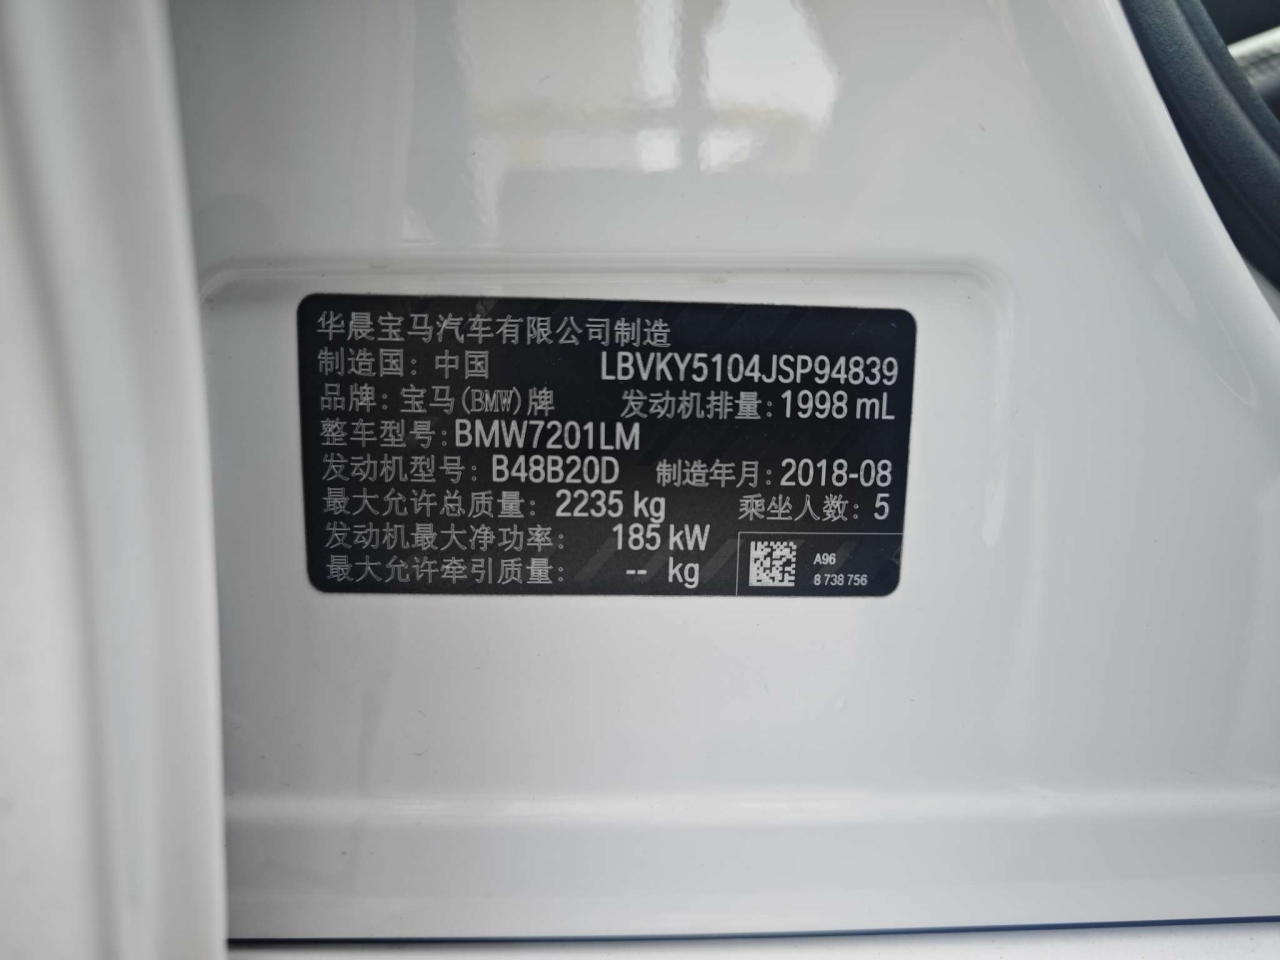 华晨宝马汽车有限公司制造
制造国：中国 LBVKY5104JSP94839
品牌：宝马(BMW)牌 发动机排量：1998 mL
整车型号：BMW7201LM
发动机型号：B48B20D 制造年月：2018-08
最大允许总质量：2235 kg 乘坐人数：5
发动机最大净功率：185 kW
最大允许牵引质量：-- kg
A96
8 738 756